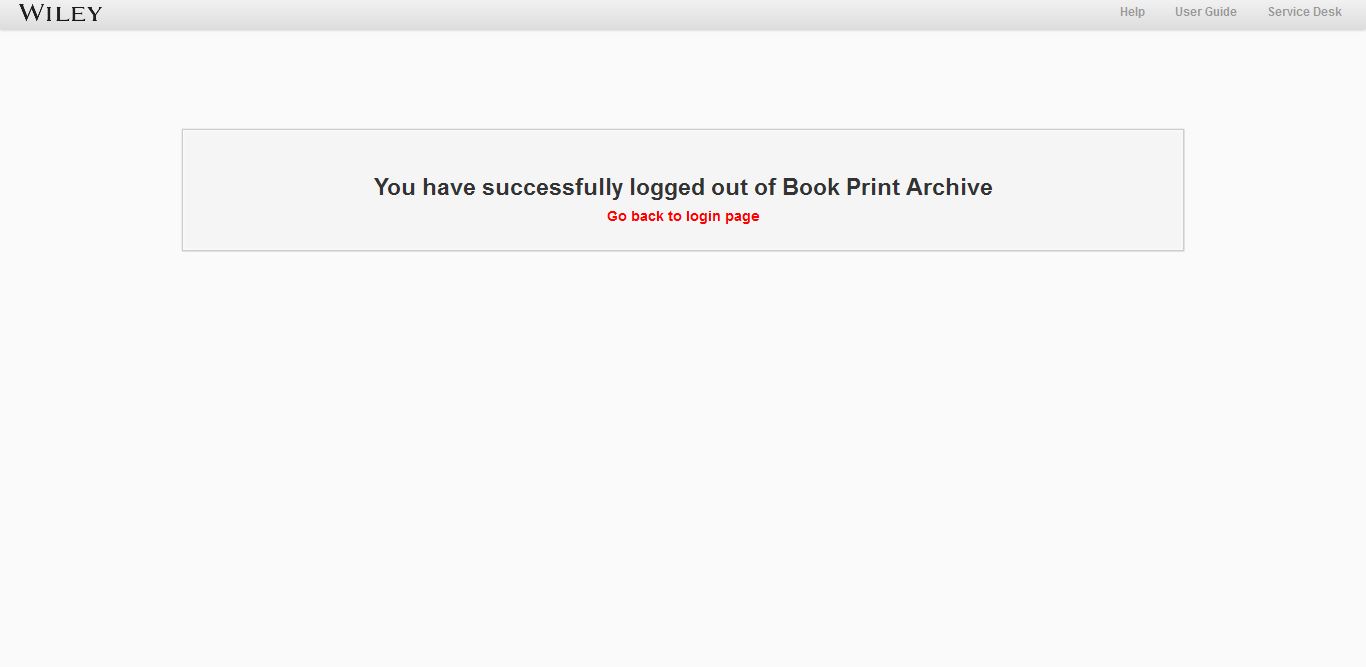 WILEY
Help
User Guide
Service Desk
You have successfully logged out of Book Print Archive
Go back to login page